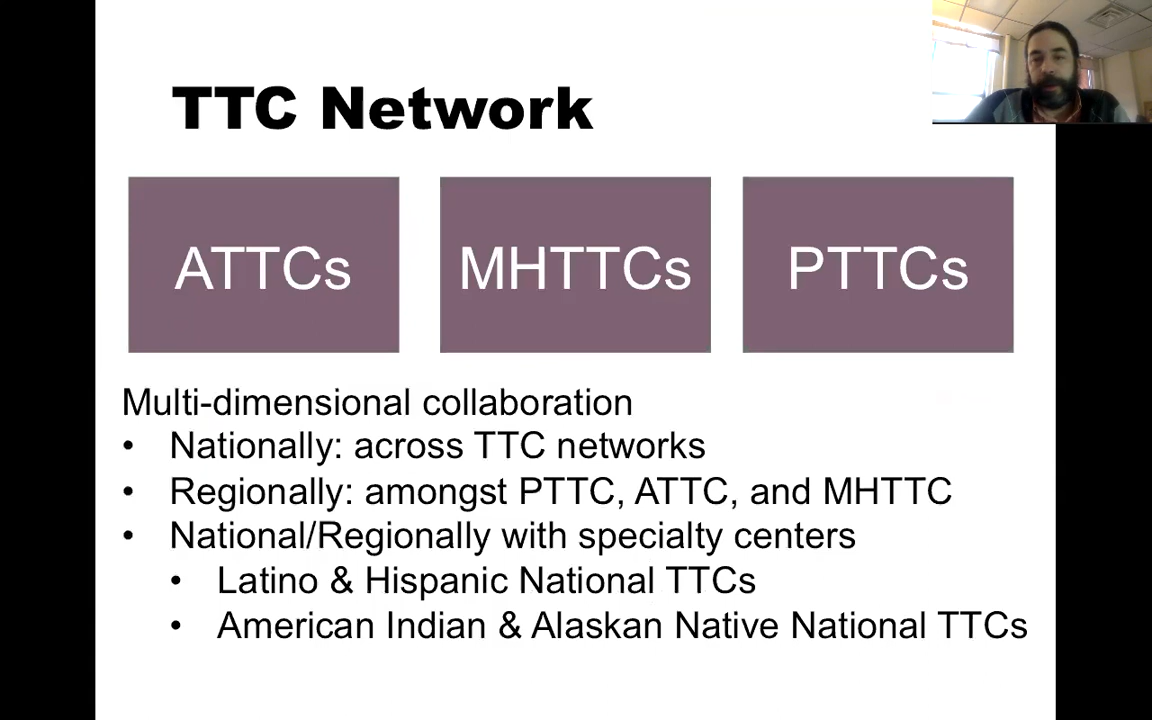 TTC Network
ATTCs
MHTTCs
PTTCs
Multi-dimensional collaboration
• Nationally: across TTC networks
• Regionally: amongst PTTC, ATTC, and MHTTC
• National/Regionally with specialty centers
• Latino & Hispanic National TTCs
• American Indian & Alaskan Native National TTCs